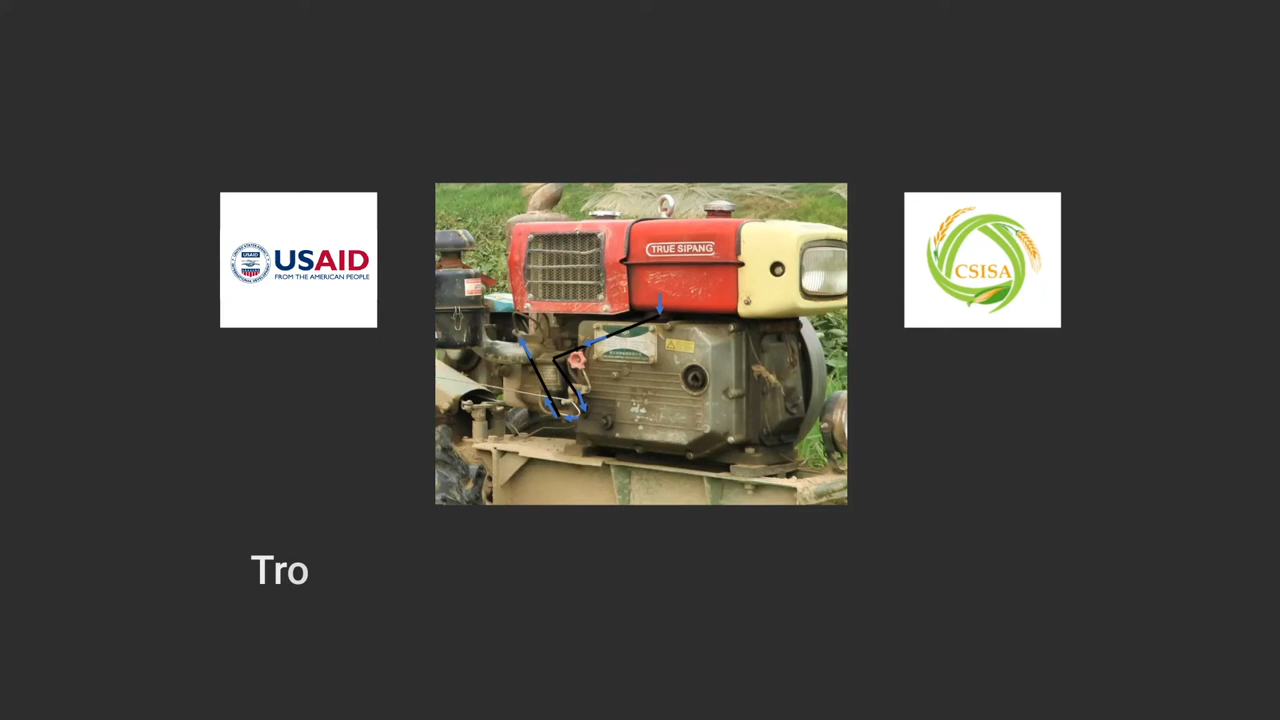 USAID
FROM THE AMERICAN PEOPLE
TRUE SIPANG
CSISA
Tro